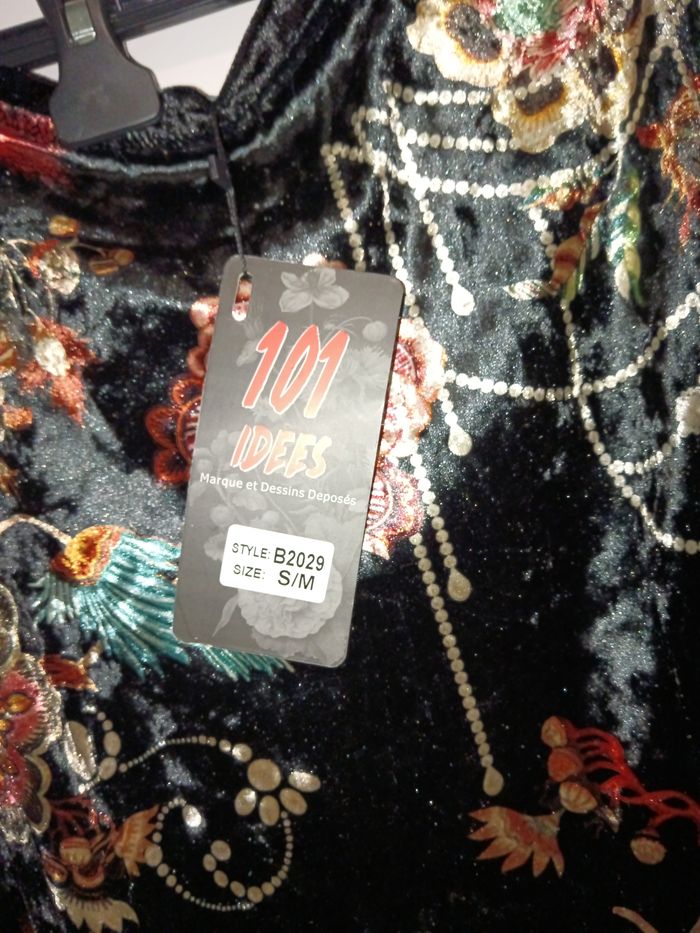 101
IDEES
Marque et Dessins Deposés
STYLE: B2029
SIZE: S/M